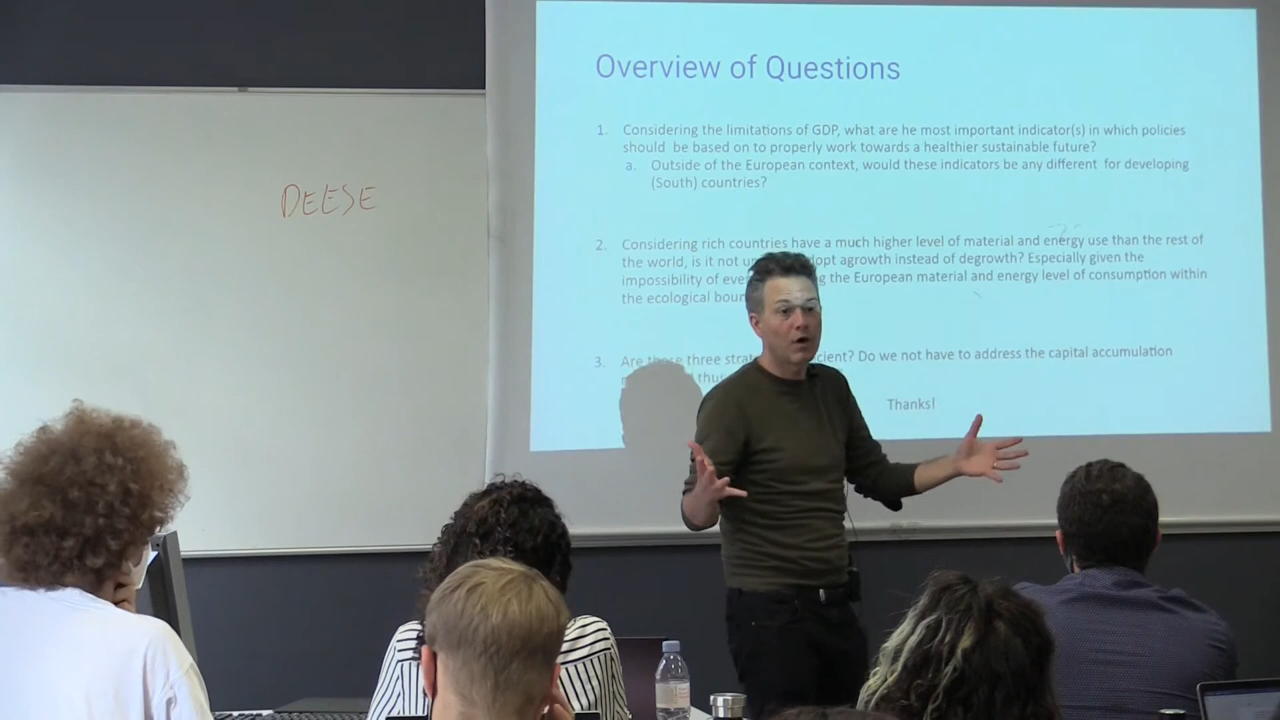 DEESE
Overview of Questions
1. Considering the limitations of GDP, what are he most important indicator(s) in which policies
should be based on to properly work towards a healthier sustainable future?
a. Outside of the European context, would these indicators be any different for developing
(South) countries?
2. Considering rich countries have a much higher level of material and energy use than the rest of
the world, is it not adopt agrowth instead of degrowth? Especially given the
impossibility of the European material and energy level of consumption within
the ecological
3. Are these three Do we not have to address the capital accumulation
Thanks!